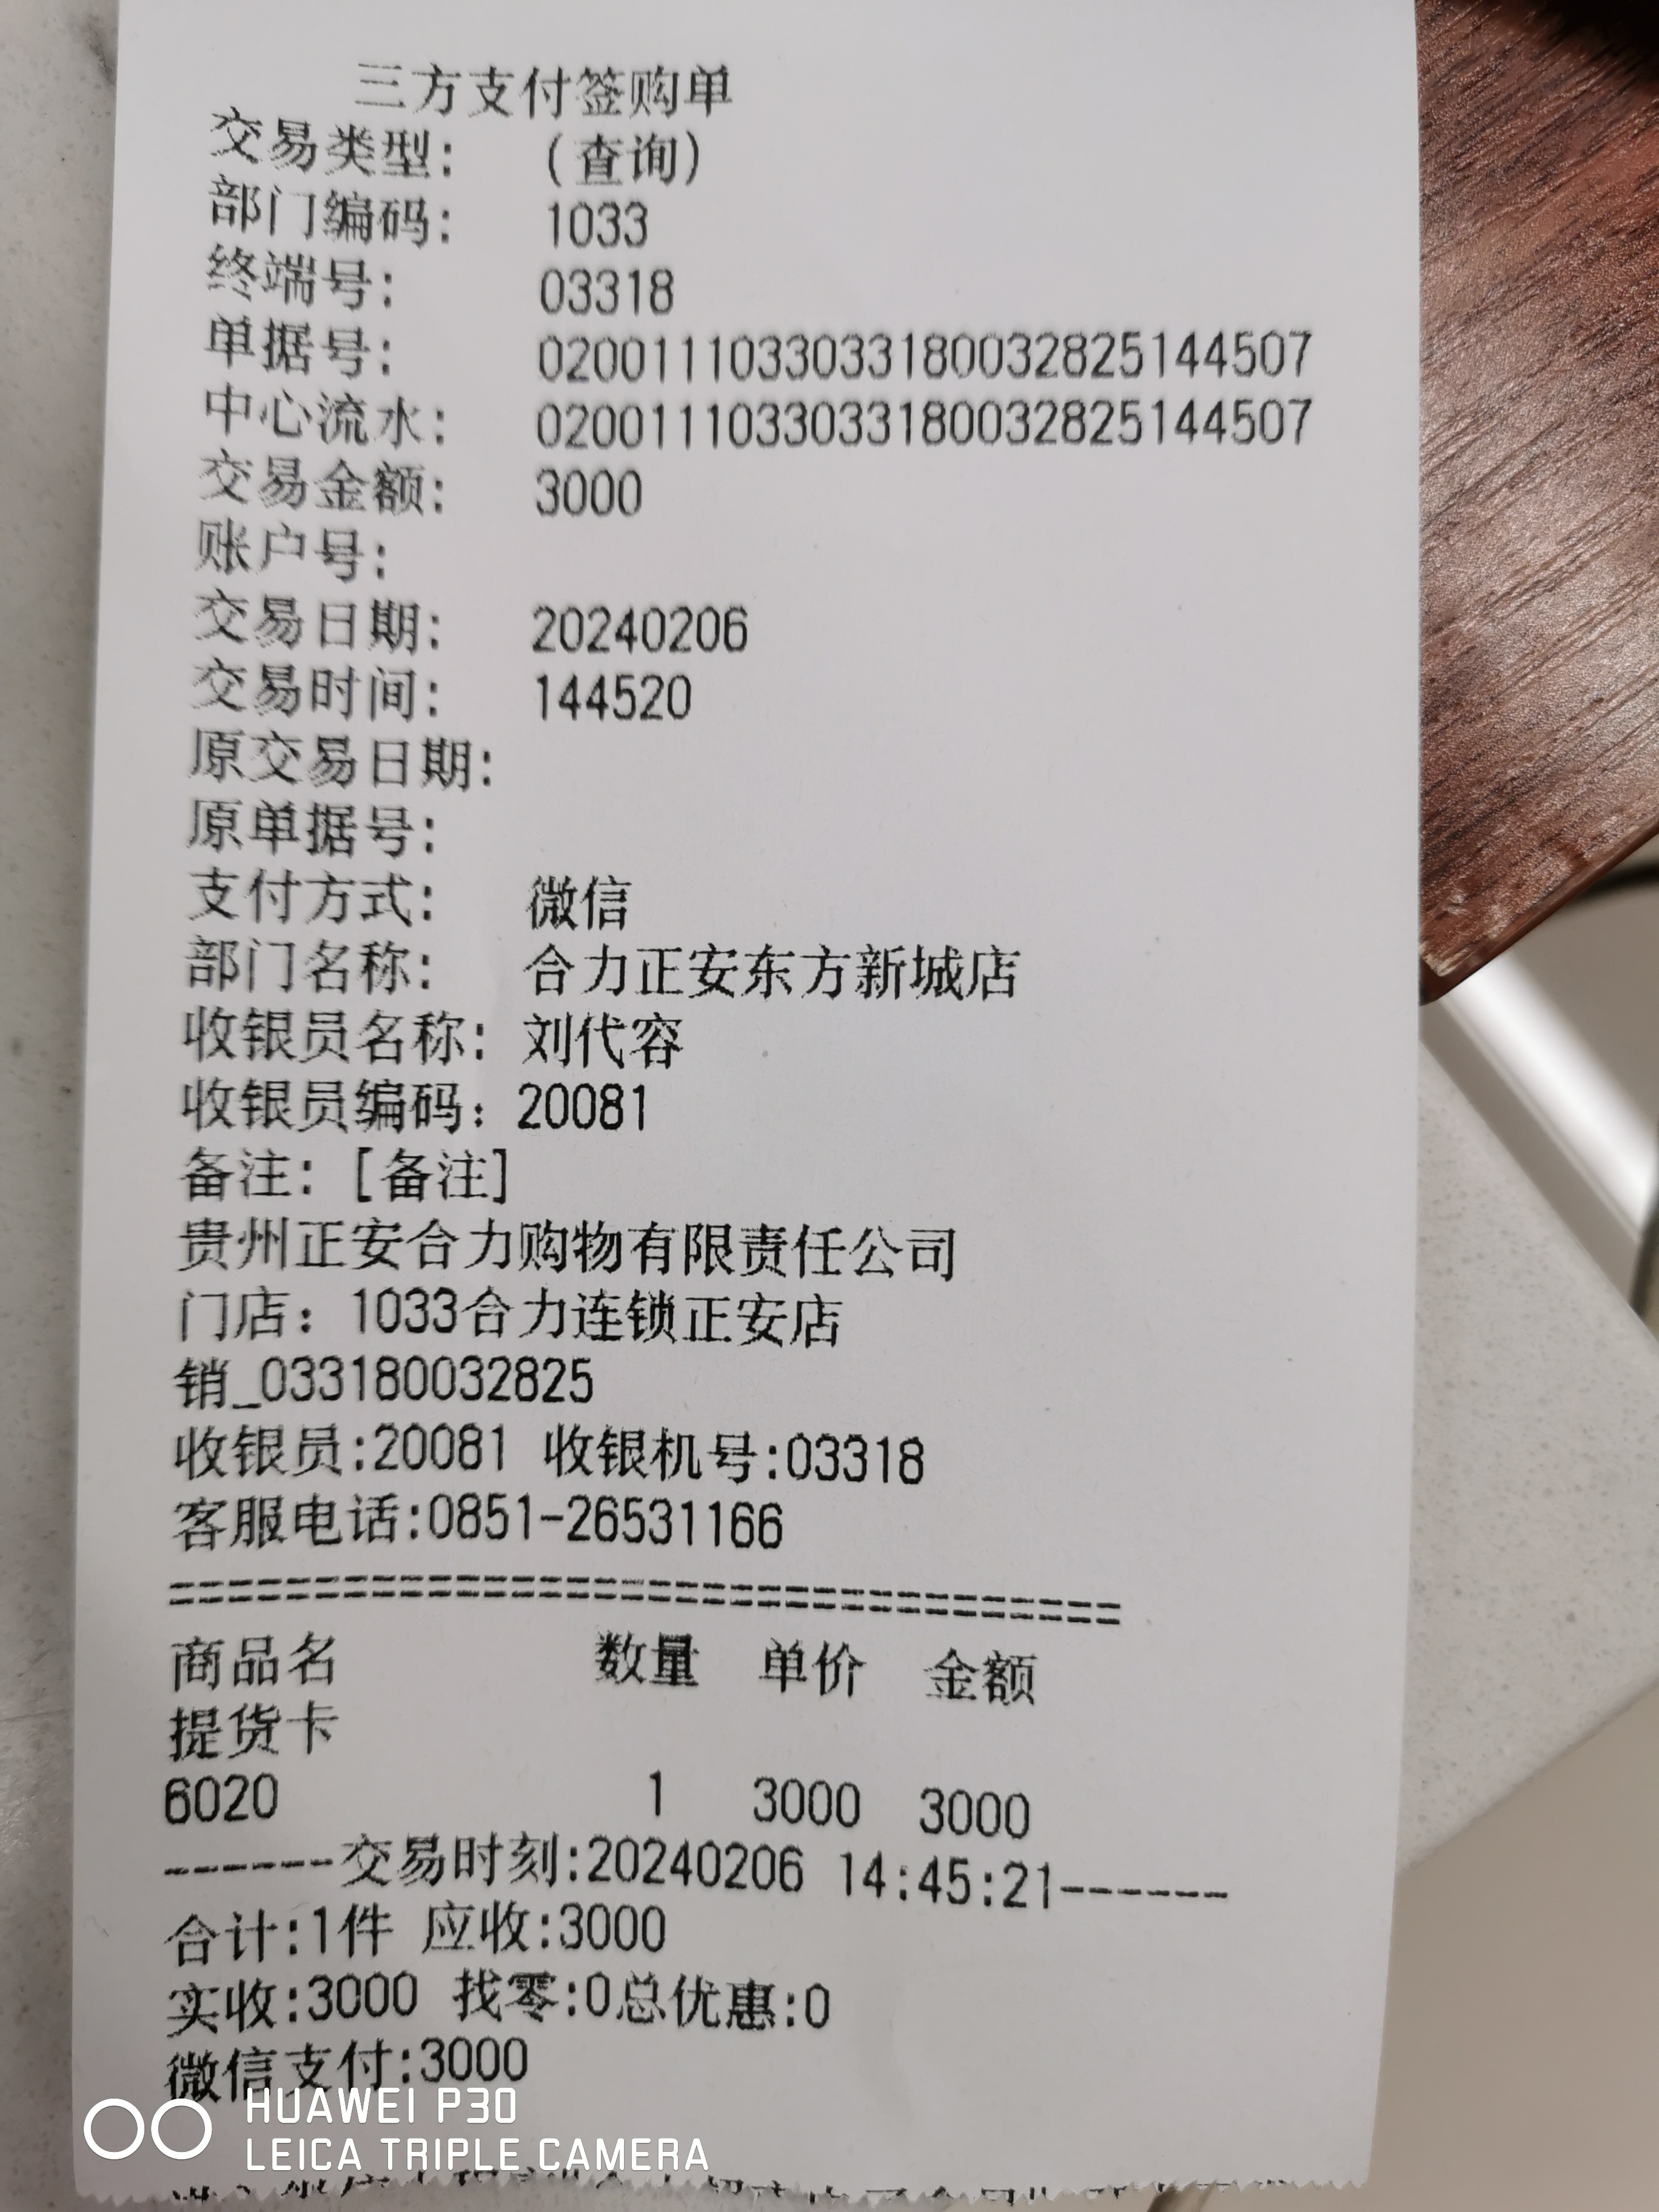 三方支付签购单
交易类型: (查询)
部门编码: 1033
终端号: 03318
单据号: 0200111033033180032825144507
中心流水: 0200111033033180032825144507
交易金额: 3000
账户号:
交易日期: 20240206
交易时间: 144520
原交易日期:
原单据号:
支付方式: 微信
部门名称: 合力正安东方新城店
收银员名称: 刘代容
收银员编码: 20081
备注: [备注]
贵州正安合力购物有限责任公司
门店: 1033合力连锁正安店
销_033180032825
收银员:20081 收银机号:03318
客服电话:0851-26531166
==================================
商品名 数量 单价 金额
提货卡
6020 1 3000 3000
------交易时刻:20240206 14:45:21------
合计:1件 应收:3000
实收:3000 找零:0总优惠:0
微信支付:3000
HUAWEI P30
LEICA TRIPLE CAMERA